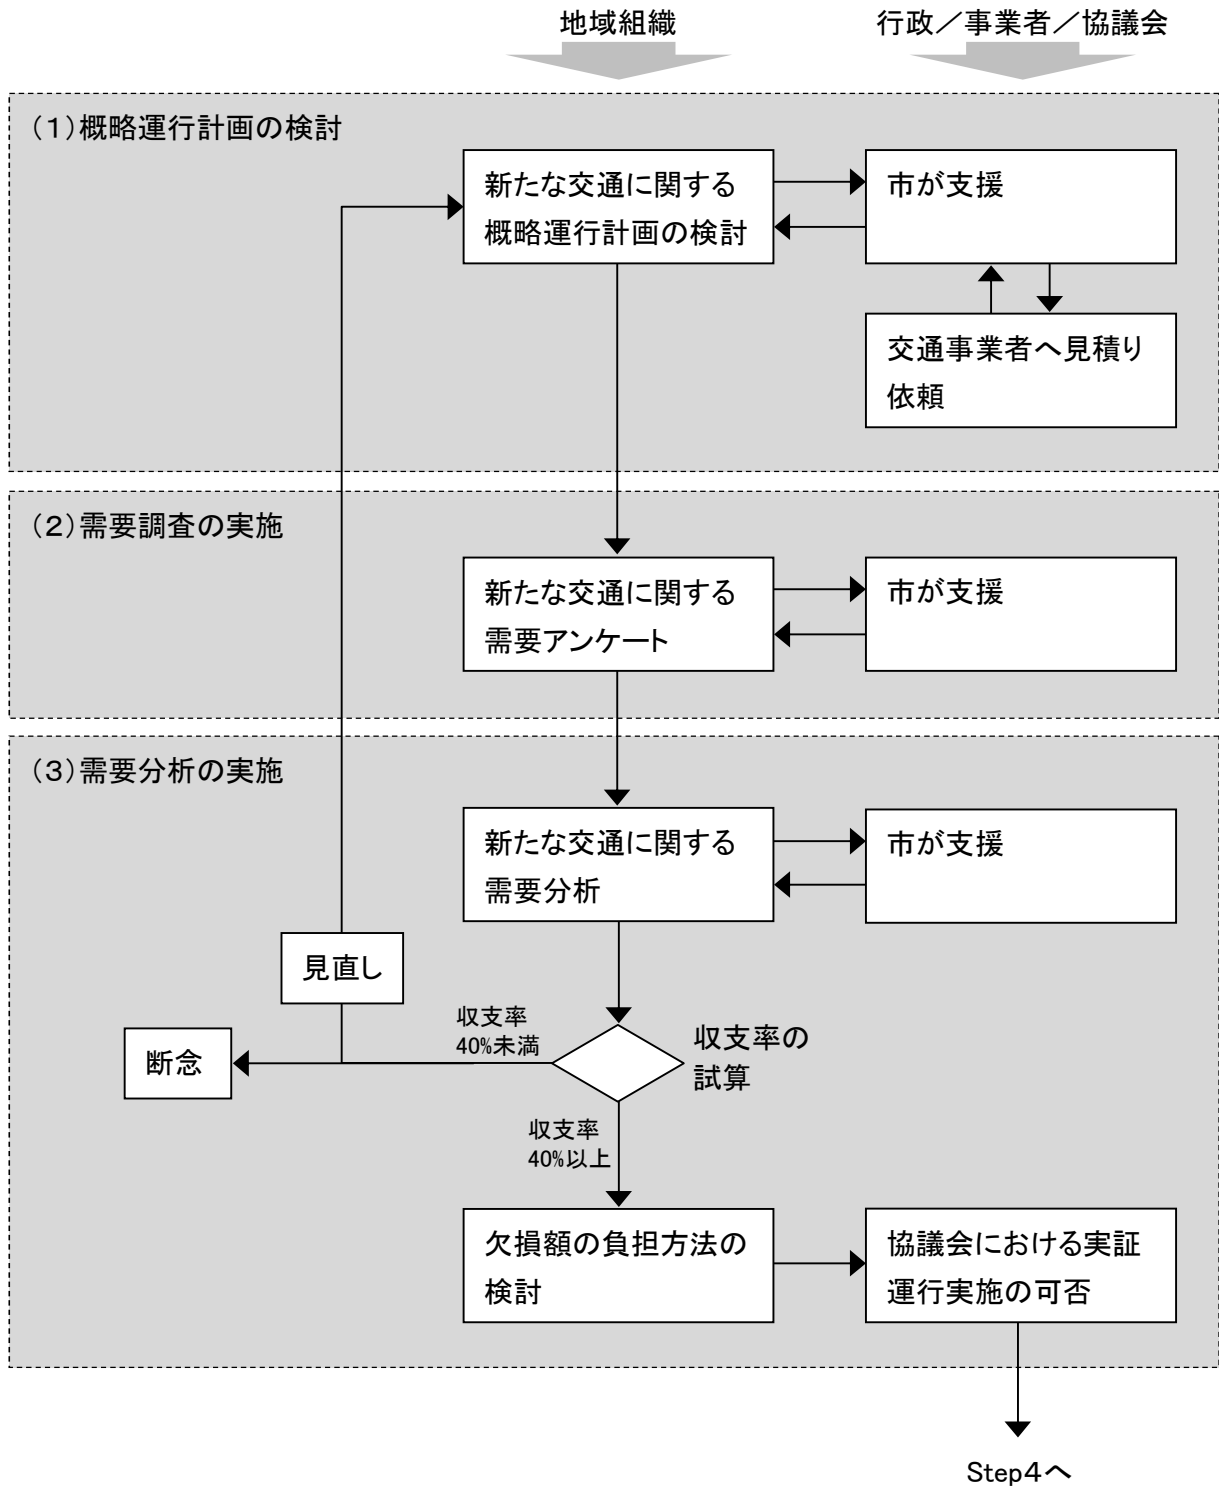 地域組織
行政／事業者／協議会
（１）概略運行計画の検討
新たな交通に関する
概略運行計画の検討
市が支援
交通事業者へ見積り
依頼
（２）需要調査の実施
新たな交通に関する
需要アンケート
市が支援
（３）需要分析の実施
新たな交通に関する
需要分析
市が支援
見直し
断念
収支率
40%未満
収支率の
試算
収支率
40%以上
欠損額の負担方法の
検討
協議会における実証
運行実施の可否
Step４へ